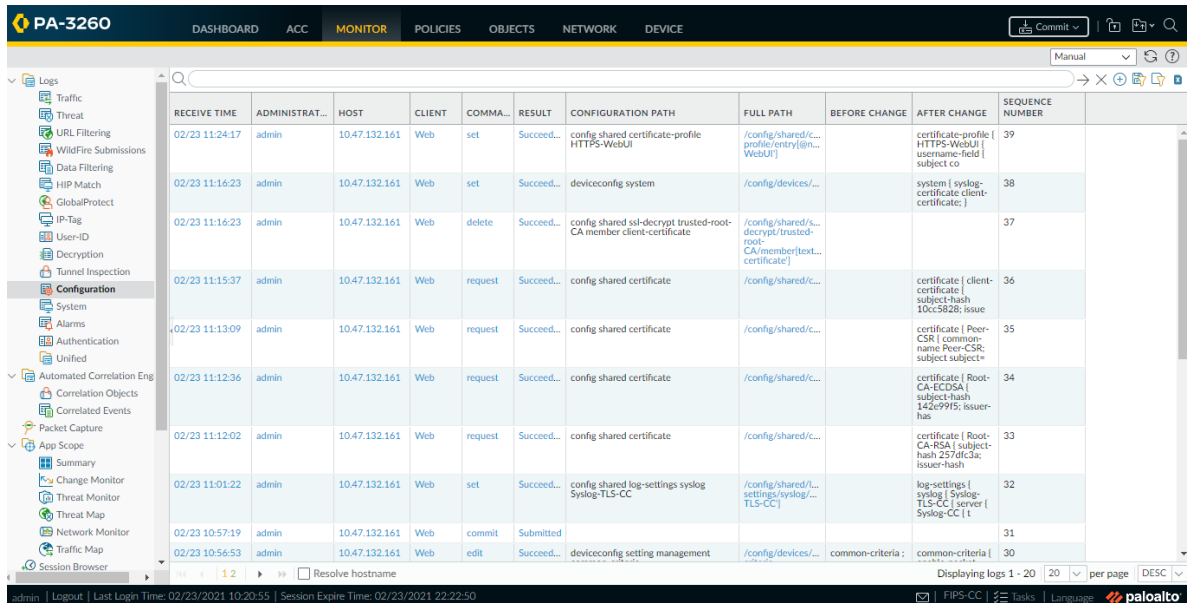 PA-3260
DASHBOARD ACC MONITOR POLICIES OBJECTS NETWORK DEVICE
Commit
Manual
Logs
Traffic
Threat
URL Filtering
WildFire Submissions
Data Filtering
HIP Match
GlobalProtect
IP-Tag
User-ID
Decryption
Tunnel Inspection
Configuration
System
Alarms
Authentication
Unified
Automated Correlation Eng
Correlation Objects
Correlated Events
Packet Capture
App Scope
Summary
Change Monitor
Threat Monitor
Threat Map
Network Monitor
Traffic Map
Session Browser
RECEIVE TIME ADMINISTRAT... HOST CLIENT COMMA... RESULT CONFIGURATION PATH FULL PATH BEFORE CHANGE AFTER CHANGE SEQUENCE
NUMBER
02/23 11:24:17 admin 10.47.132.161 Web set Succeed... config shared certificate-profile /config/shared/c... certificate-profile { 39
HTTPS-WebUI profile/entry[@n... HTTPS-WebUI {
WebUI'] username-field {
subject co
02/23 11:16:23 admin 10.47.132.161 Web set Succeed... deviceconfig system /config/devices/... system { syslog- 38
certificate client-
certificate; }
02/23 11:16:23 admin 10.47.132.161 Web delete Succeed... config shared ssl-decrypt trusted-root- /config/shared/s... 37
CA member client-certificate decrypt/trusted-
root-
CA/member[text...
certificate']
02/23 11:15:37 admin 10.47.132.161 Web request Succeed... config shared certificate /config/shared/c... certificate { client- 36
certificate {
subject-hash
10cc5828; issue
02/23 11:13:09 admin 10.47.132.161 Web request Succeed... config shared certificate /config/shared/c... certificate { Peer- 35
CSR { common-
name Peer-CSR;
subject subject=
02/23 11:12:36 admin 10.47.132.161 Web request Succeed... config shared certificate /config/shared/c... certificate { Root- 34
CA-ECDSA {
subject-hash
142e99f5; issuer-
has
02/23 11:12:02 admin 10.47.132.161 Web request Succeed... config shared certificate /config/shared/c... certificate { Root- 33
CA-RSA { subject-
hash 257dfc3a;
issuer-hash
02/23 11:01:22 admin 10.47.132.161 Web set Succeed... config shared log-settings syslog /config/shared/l... log-settings { 32
Syslog-TLS-CC settings/syslog/... syslog { Syslog-
TLS-CC'] TLS-CC { server {
Syslog-CC { t
02/23 10:57:19 admin 10.47.132.161 Web commit Submitted 31
02/23 10:56:53 admin 10.47.132.161 Web edit Succeed... deviceconfig setting management /config/devices/... common-criteria ; common-criteria { 30
1 2 Resolve hostname Displaying logs 1 - 20 20 per page DESC
admin | Logout | Last Login Time: 02/23/2021 10:20:55 | Session Expire Time: 02/23/2021 22:22:50 FIPS-CC | Tasks | Language paloalto